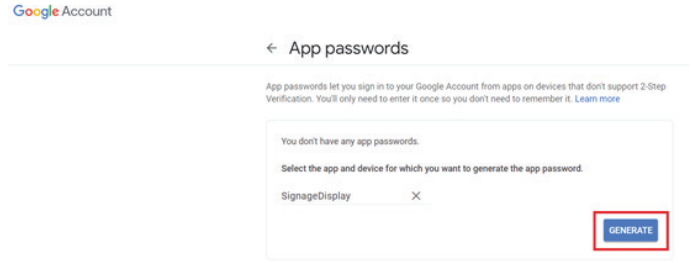 Google Account
← App passwords
App passwords let you sign in to your Google Account from apps on devices that don't support 2-Step
Verification. You'll only need to enter it once so you don't need to remember it. Learn more
You don't have any app passwords.
Select the app and device for which you want to generate the app password.
SignageDisplay ×
GENERATE